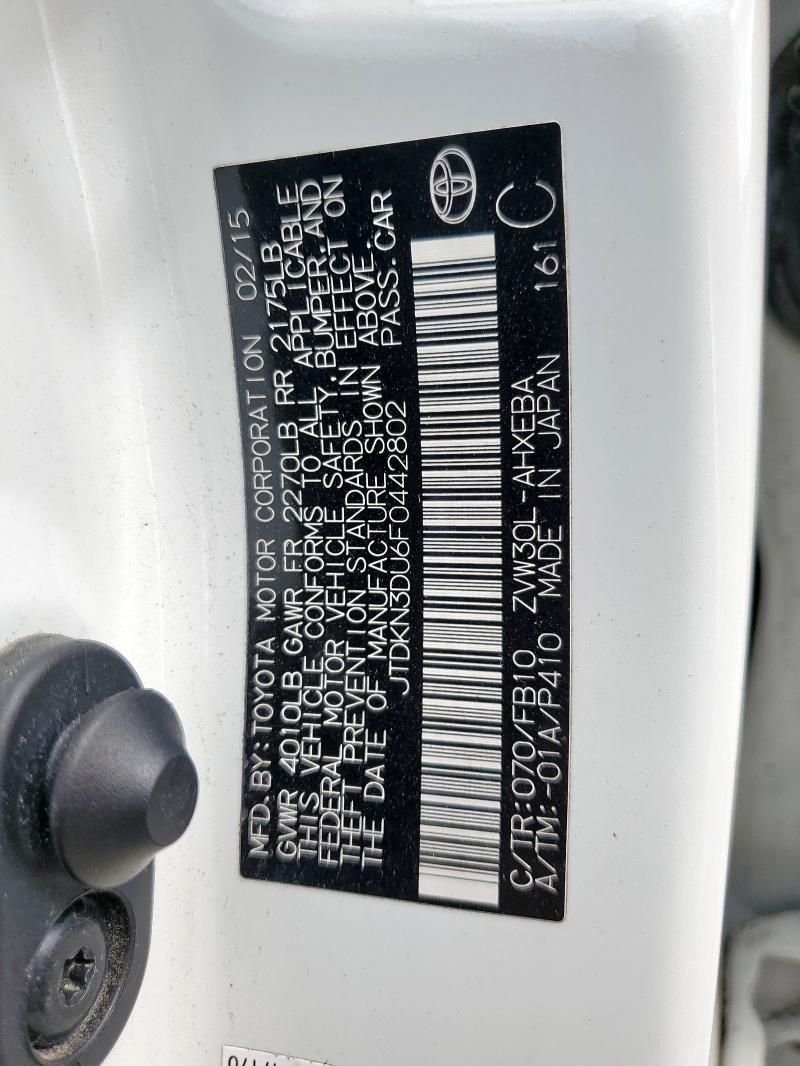 MFD.BY:TOYOTA MOTOR CORPORATION 02/15
GVWR 4010LB GAWR FR 2270LB RR 2175LB
THIS VEHICLE CONFORMS TO ALL APPLICABLE
FEDERAL MOTOR VEHICLE SAFETY,BUMPER,AND
THEFT PREVENTION STANDARDS IN EFFECT ON
THE DATE OF MANUFACTURE SHOWN ABOVE.
JTDKN3DU6F0442802 PASS.CAR
C/TR:070/FB10 ZVW30L-AHXEBA 161 C
A/TM:-01A/P410 MADE IN JAPAN